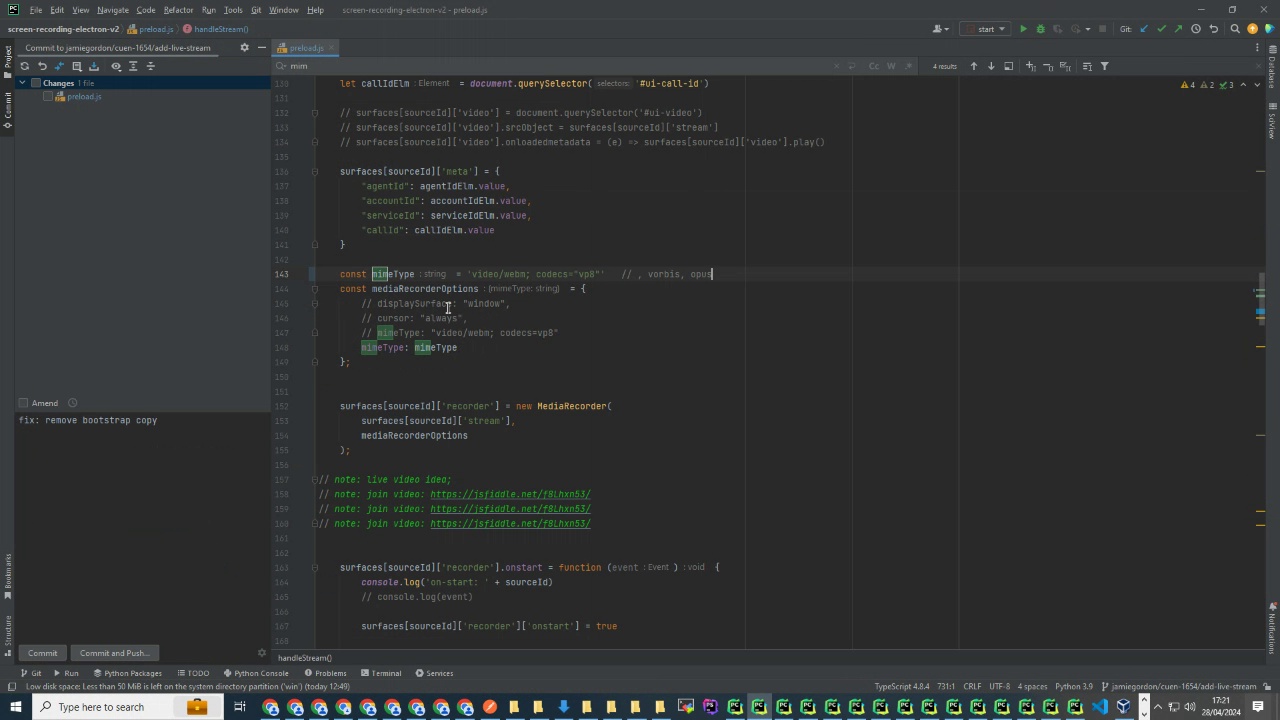 File Edit View Navigate Code Refactor Run Tools Git Window Help screen-recording-electron-v2 - preload.js
screen-recording-electron-v2 preload.js handleStream()
start Git:
Commit to jamiegordon/cuen-1654/add-live-stream
preload.js
mim
Cc W 4 results
Changes 1 file
preload.js
4 2 3
130 let callIdElm : Element = document.querySelector( selectors: '#ui-call-id')
131
132 // surfaces[sourceId]['video'] = document.querySelector('#ui-video')
133 // surfaces[sourceId]['video'].srcObject = surfaces[sourceId]['stream']
134 // surfaces[sourceId]['video'].onloadedmetadata = (e) => surfaces[sourceId]['video'].play()
135
136 surfaces[sourceId]['meta'] = {
137 "agentId": agentIdElm.value,
138 "accountId": accountIdElm.value,
139 "serviceId": serviceIdElm.value,
140 "callId": callIdElm.value
141 }
142
143 const mimeType : string = 'video/webm; codecs="vp8"' // , vorbis, opus
144 const mediaRecorderOptions : {mimeType: string} = {
145 // displaySurface: "window",
146 // cursor: "always",
147 // mimeType: "video/webm; codecs=vp8"
148 mimeType: mimeType
149 };
150
151
152 surfaces[sourceId]['recorder'] = new MediaRecorder(
153 surfaces[sourceId]['stream'],
154 mediaRecorderOptions
155 );
156
157 // note: live video idea;
158 // note: join video: https://jsfiddle.net/f8Lhxn53/
159 // note: join video: https://jsfiddle.net/f8Lhxn53/
160 // note: join video: https://jsfiddle.net/f8Lhxn53/
161
162
163 surfaces[sourceId]['recorder'].onstart = function (event : Event ) : void {
164 console.log('on-start: ' + sourceId)
165 // console.log(event)
166
167 surfaces[sourceId]['recorder']['onstart'] = true
168
Amend
fix: remove bootstrap copy
Commit Commit and Push...
handleStream()
Project
Commit
Bookmarks
Structure
Database
SciView
Notifications
Git Run Python Packages TODO Python Console Problems Terminal Services
Low disk space: Less than 50 MiB is left on the system directory partition 'win') (today 12:49)
TypeScript 4.8.4 731:1 CRLF UTF-8 4 spaces Python 3.9 jamiegordon/cuen-1654/add-live-stream
Type here to search
17:21
28/04/2024